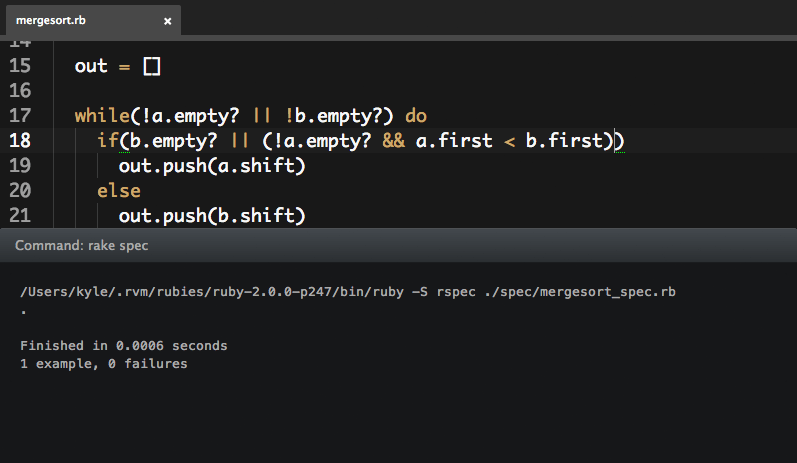 mergesort.rb ×
14
15 out = []
16
17 while(!a.empty? || !b.empty?) do
18 if(b.empty? || (!a.empty? && a.first < b.first))
19 out.push(a.shift)
20 else
21 out.push(b.shift)
Command: rake spec
/Users/kyle/.rvm/rubies/ruby-2.0.0-p247/bin/ruby -S rspec ./spec/mergesort_spec.rb
.
Finished in 0.0006 seconds
1 example, 0 failures